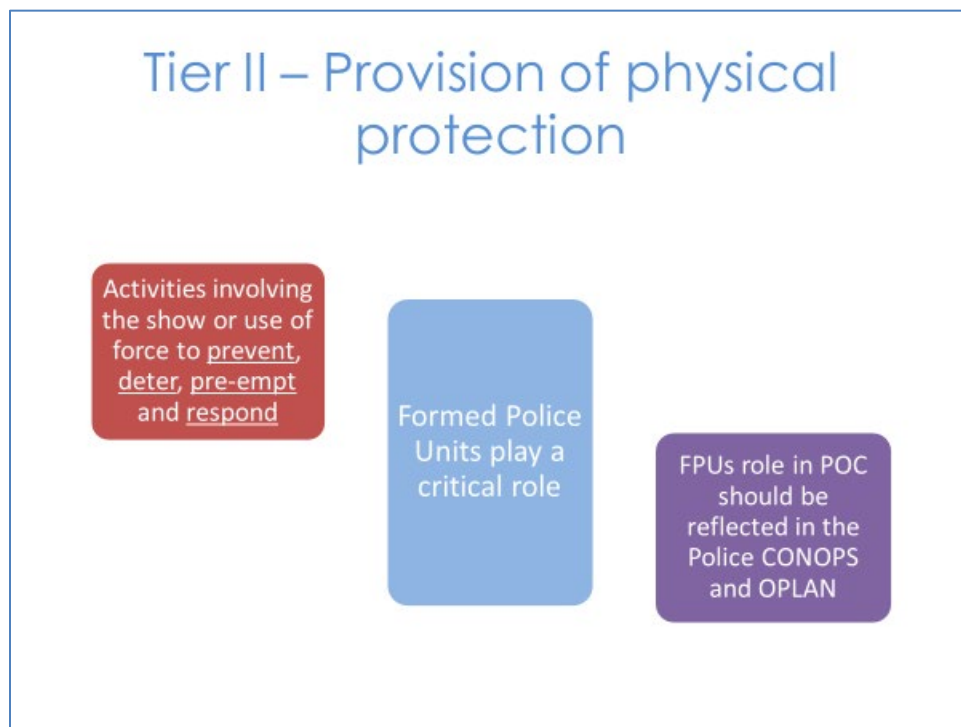 Tier II – Provision of physical
protection
Activities involving
the show or use of
force to prevent,
deter, pre-empt
and respond
Formed Police
Units play a
critical role
FPUs role in POC
should be
reflected in the
Police CONOPS
and OPLAN